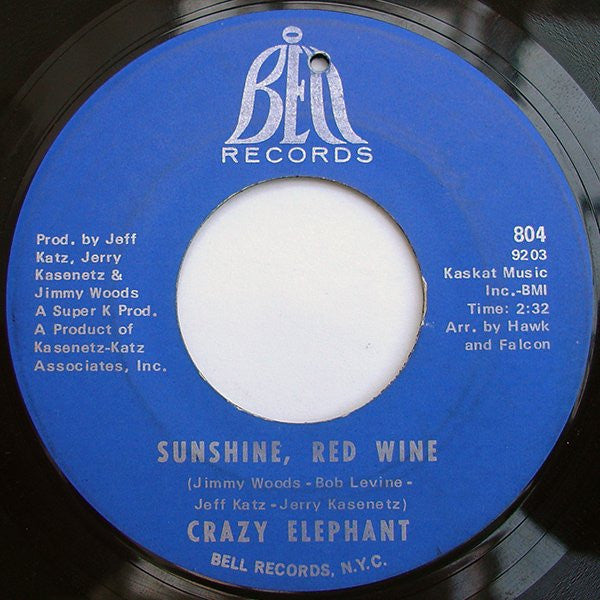 BELL
RECORDS
Prod. by Jeff
Katz, Jerry
Kasenetz &
Jimmy Woods
A Super K Prod.
A Product of
Kasenetz-Katz
Associates, Inc.
804
9203
Kaskat Music
Inc.-BMI
Time: 2:32
Arr. by Hawk
and Falcon
SUNSHINE, RED WINE
(Jimmy Woods - Bob Levine -
Jeff Katz - Jerry Kasenetz)
CRAZY ELEPHANT
BELL RECORDS, N.Y.C.